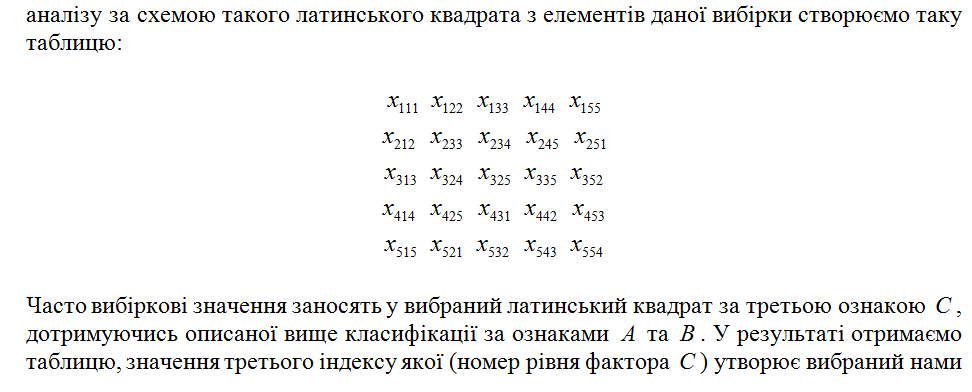 аналізу за схемою такого латинського квадрата з елементів даної вибірки створюємо таку
таблицю:
x₁₁₁ x₁₂₂ x₁₃₃ x₁₄₄ x₁₅₅
x₂₁₂ x₂₃₃ x₂₃₄ x₂₄₅ x₂₅₁
x₃₁₃ x₃₂₄ x₃₂₅ x₃₃₅ x₃₅₂
x₄₁₄ x₄₂₅ x₄₃₁ x₄₄₂ x₄₅₃
x₅₁₅ x₅₂₁ x₅₃₂ x₅₄₃ x₅₅₄
Часто вибіркові значення заносять у вибраний латинський квадрат за третьою ознакою C ,
дотримуючись описаної вище класифікації за ознаками A та B . У результаті отримаємо
таблицю, значення третього індексу якої (номер рівня фактора C ) утворює вибраний нами